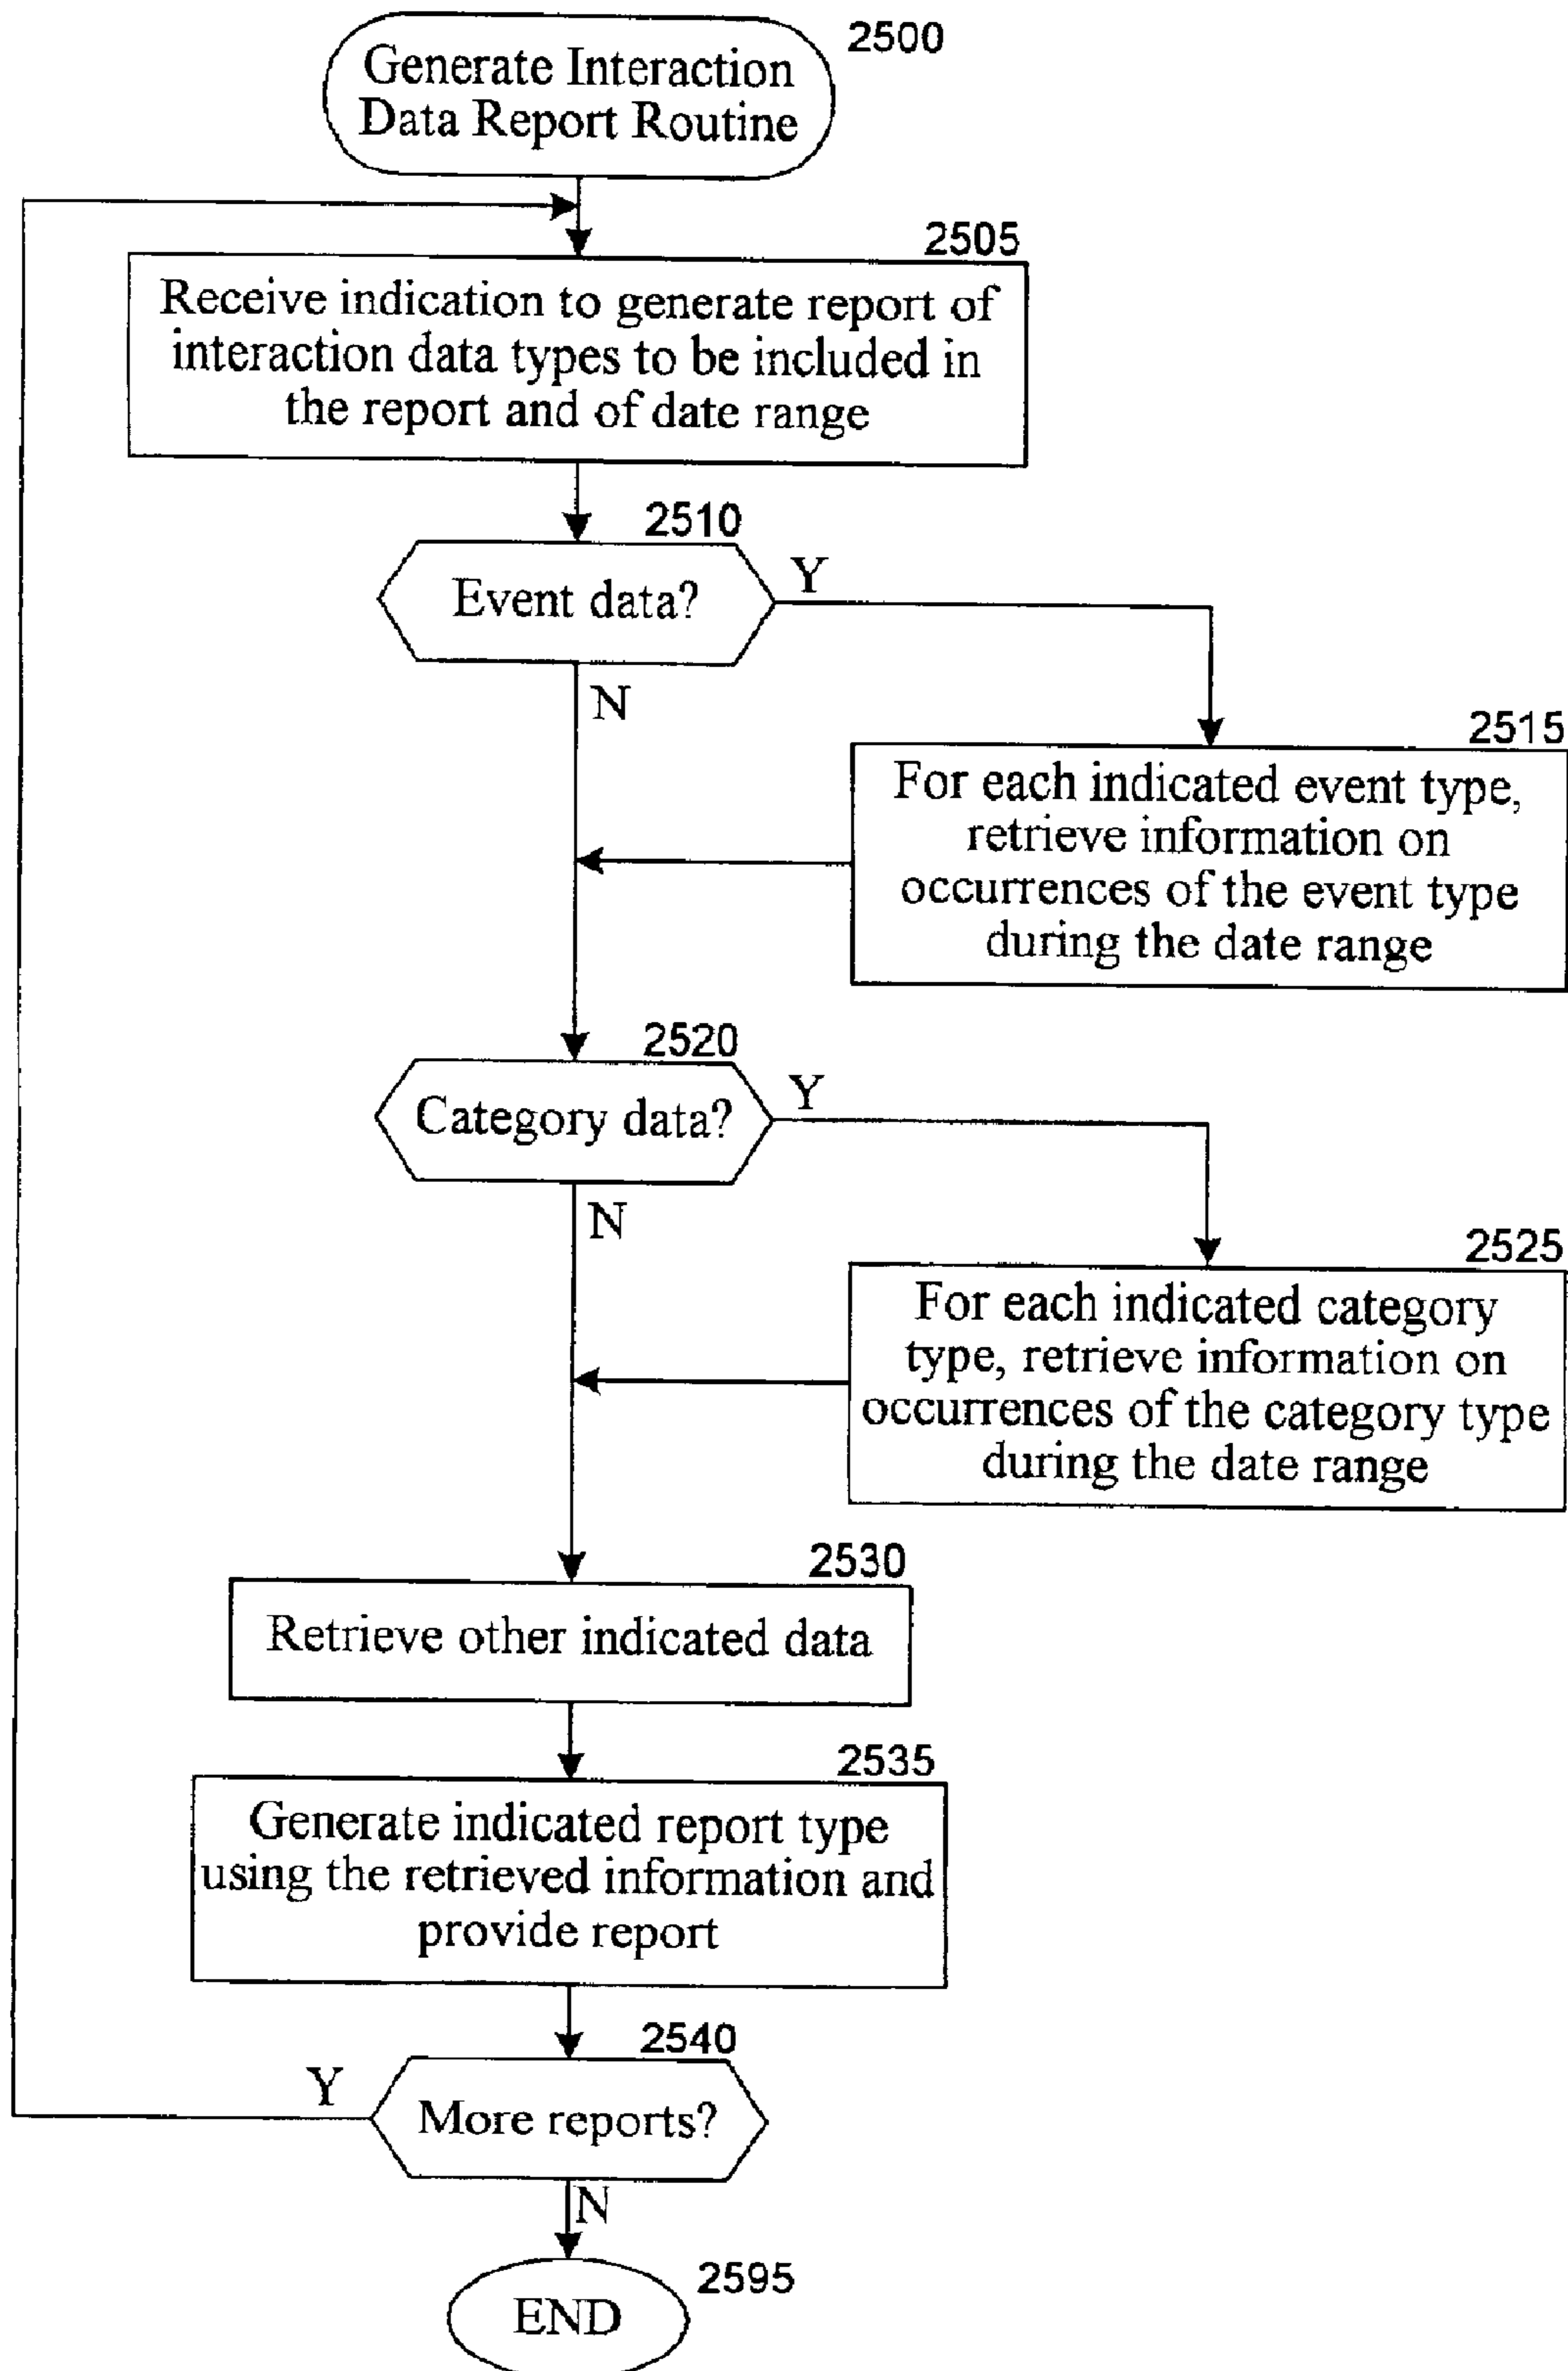 2500
Generate Interaction
Data Report Routine
2505
Receive indication to generate report of
interaction data types to be included in
the report and of date range
2510
Event data?
Y
N
2515
For each indicated event type,
retrieve information on
occurrences of the event type
during the date range
2520
Category data?
Y
N
2525
For each indicated category
type, retrieve information on
occurrences of the category type
during the date range
2530
Retrieve other indicated data
2535
Generate indicated report type
using the retrieved information and
provide report
2540
Y
More reports?
N
2595
END